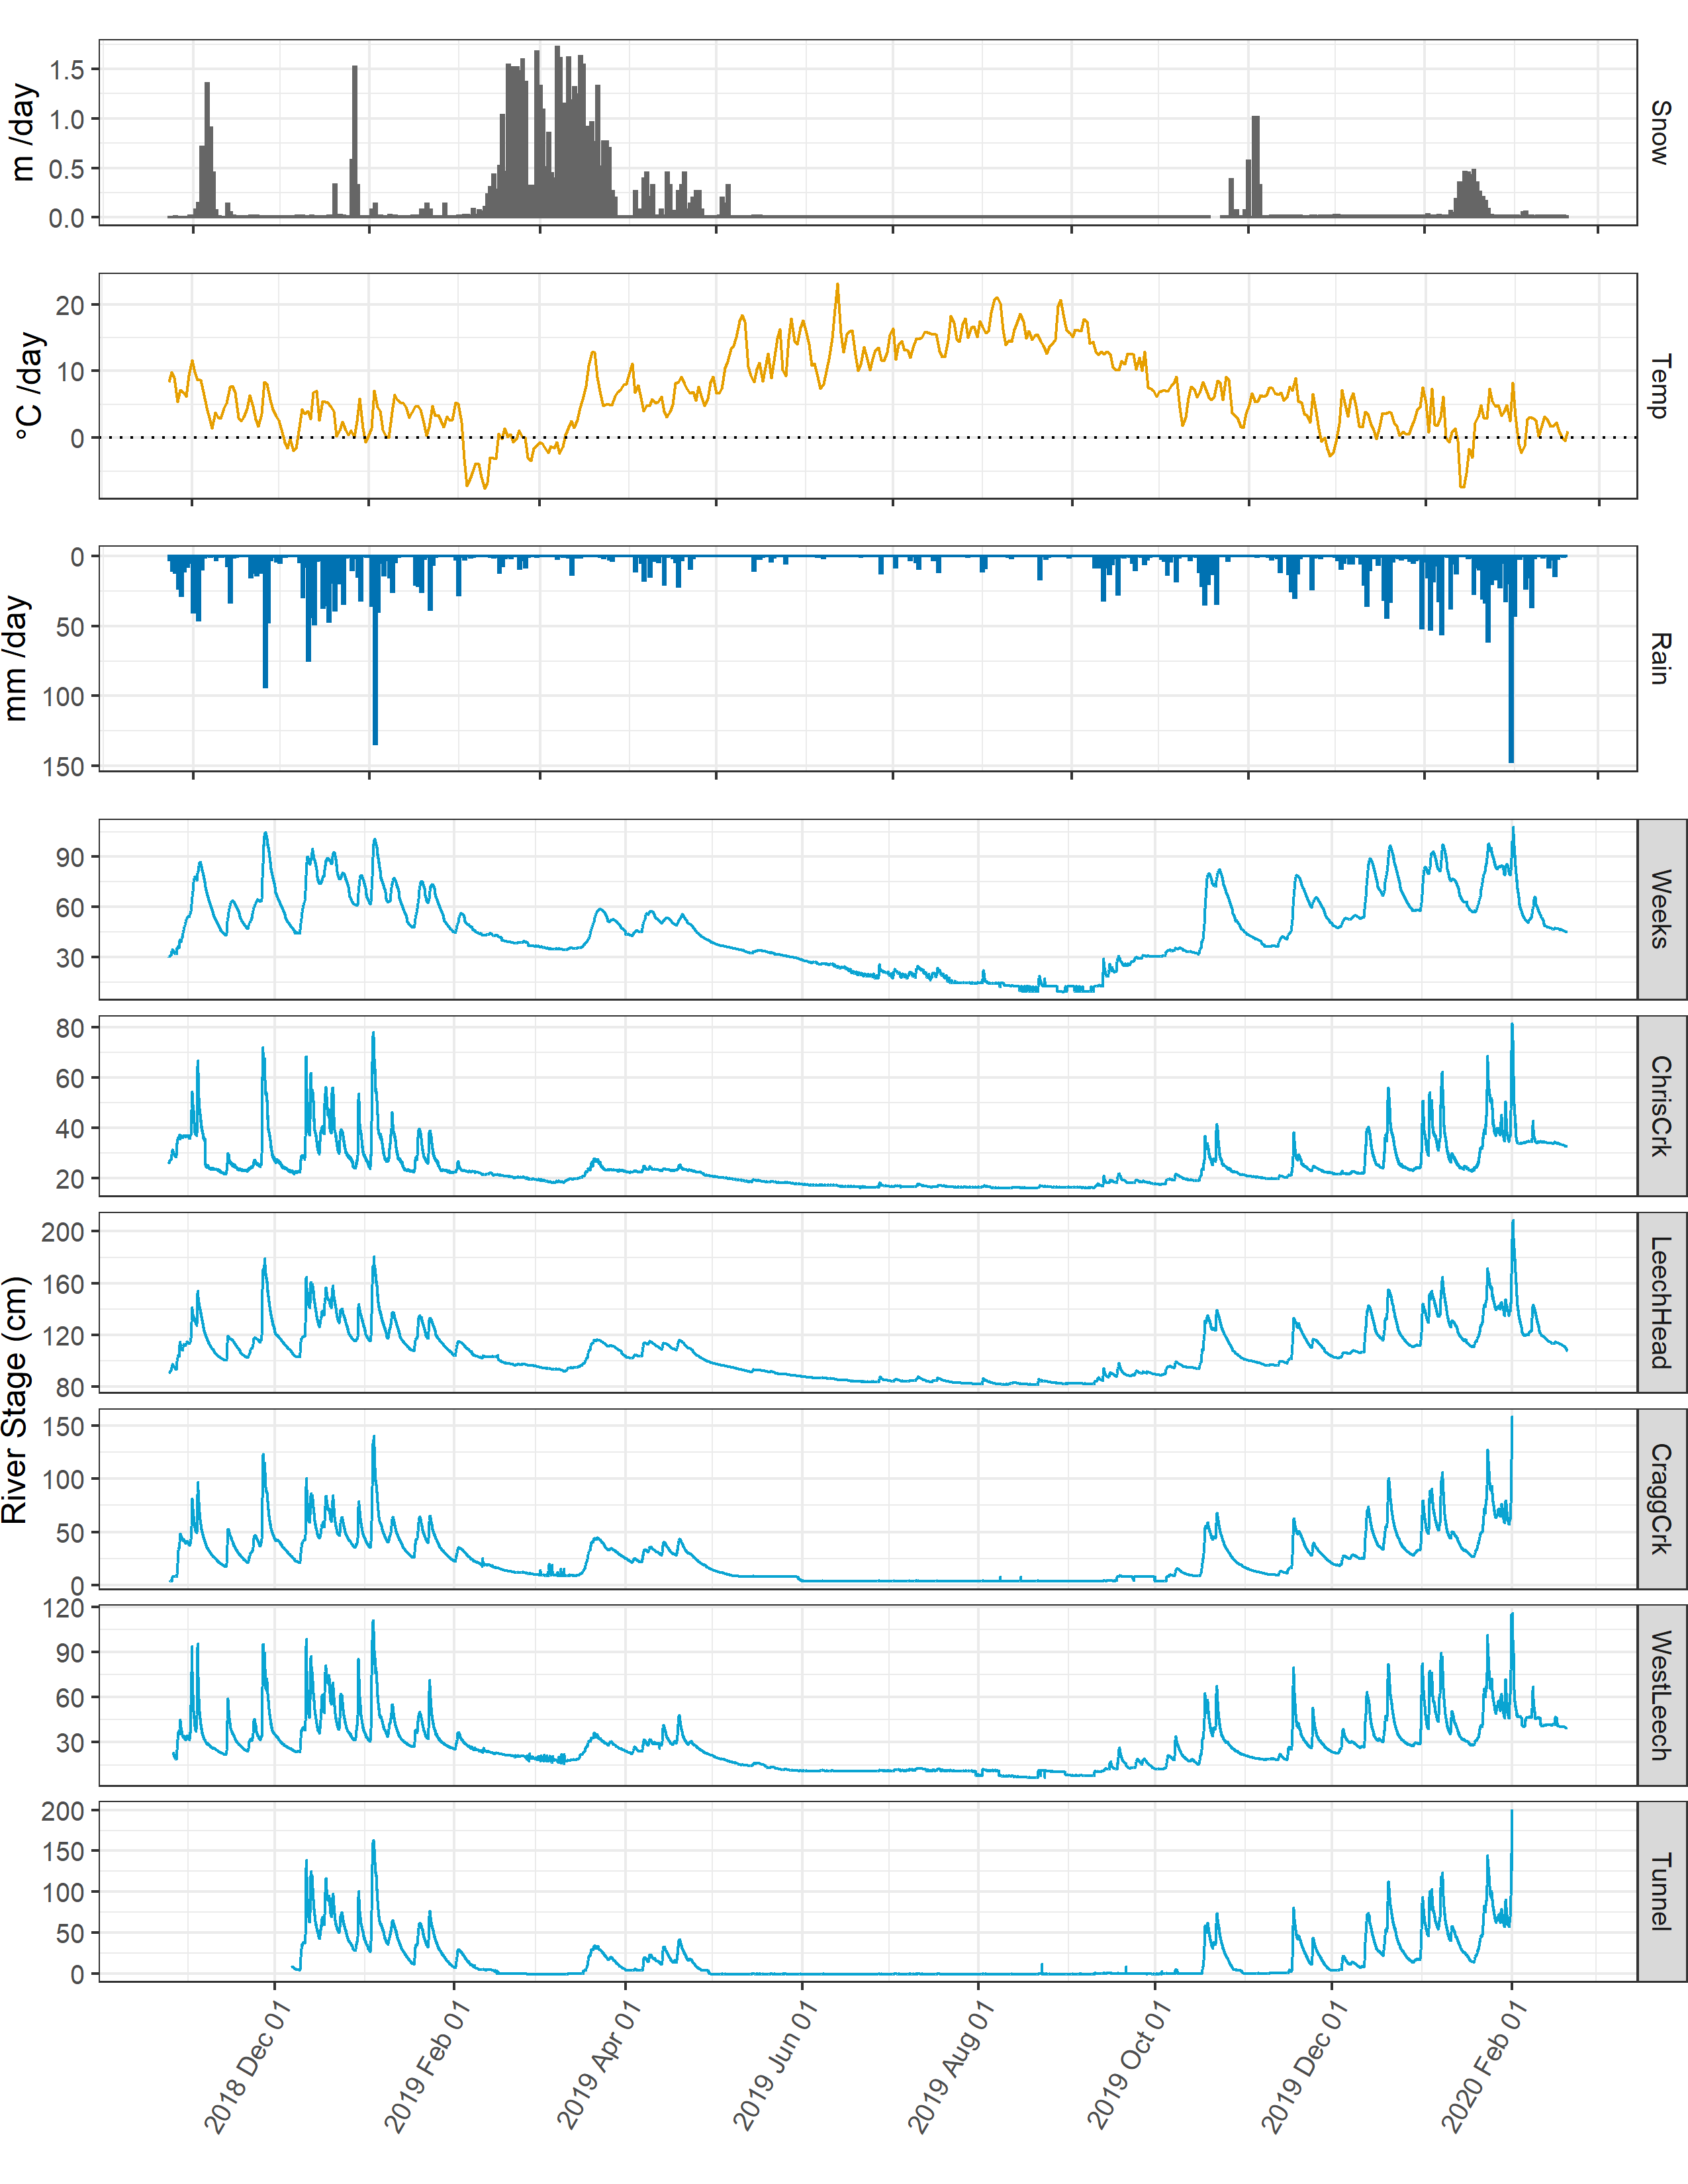 m /day
1.5
1.0
0.5
0.0
Snow
°C /day
20
10
0
Temp
mm /day
0
50
100
150
Rain
River Stage (cm)
90
60
30
Weeks
80
60
40
20
ChrisCrk
200
160
120
80
LeechHead
150
100
50
0
CraggCrk
120
90
60
30
WestLeech
200
150
100
50
0
Tunnel
2018 Dec 01
2019 Feb 01
2019 Apr 01
2019 Jun 01
2019 Aug 01
2019 Oct 01
2019 Dec 01
2020 Feb 01